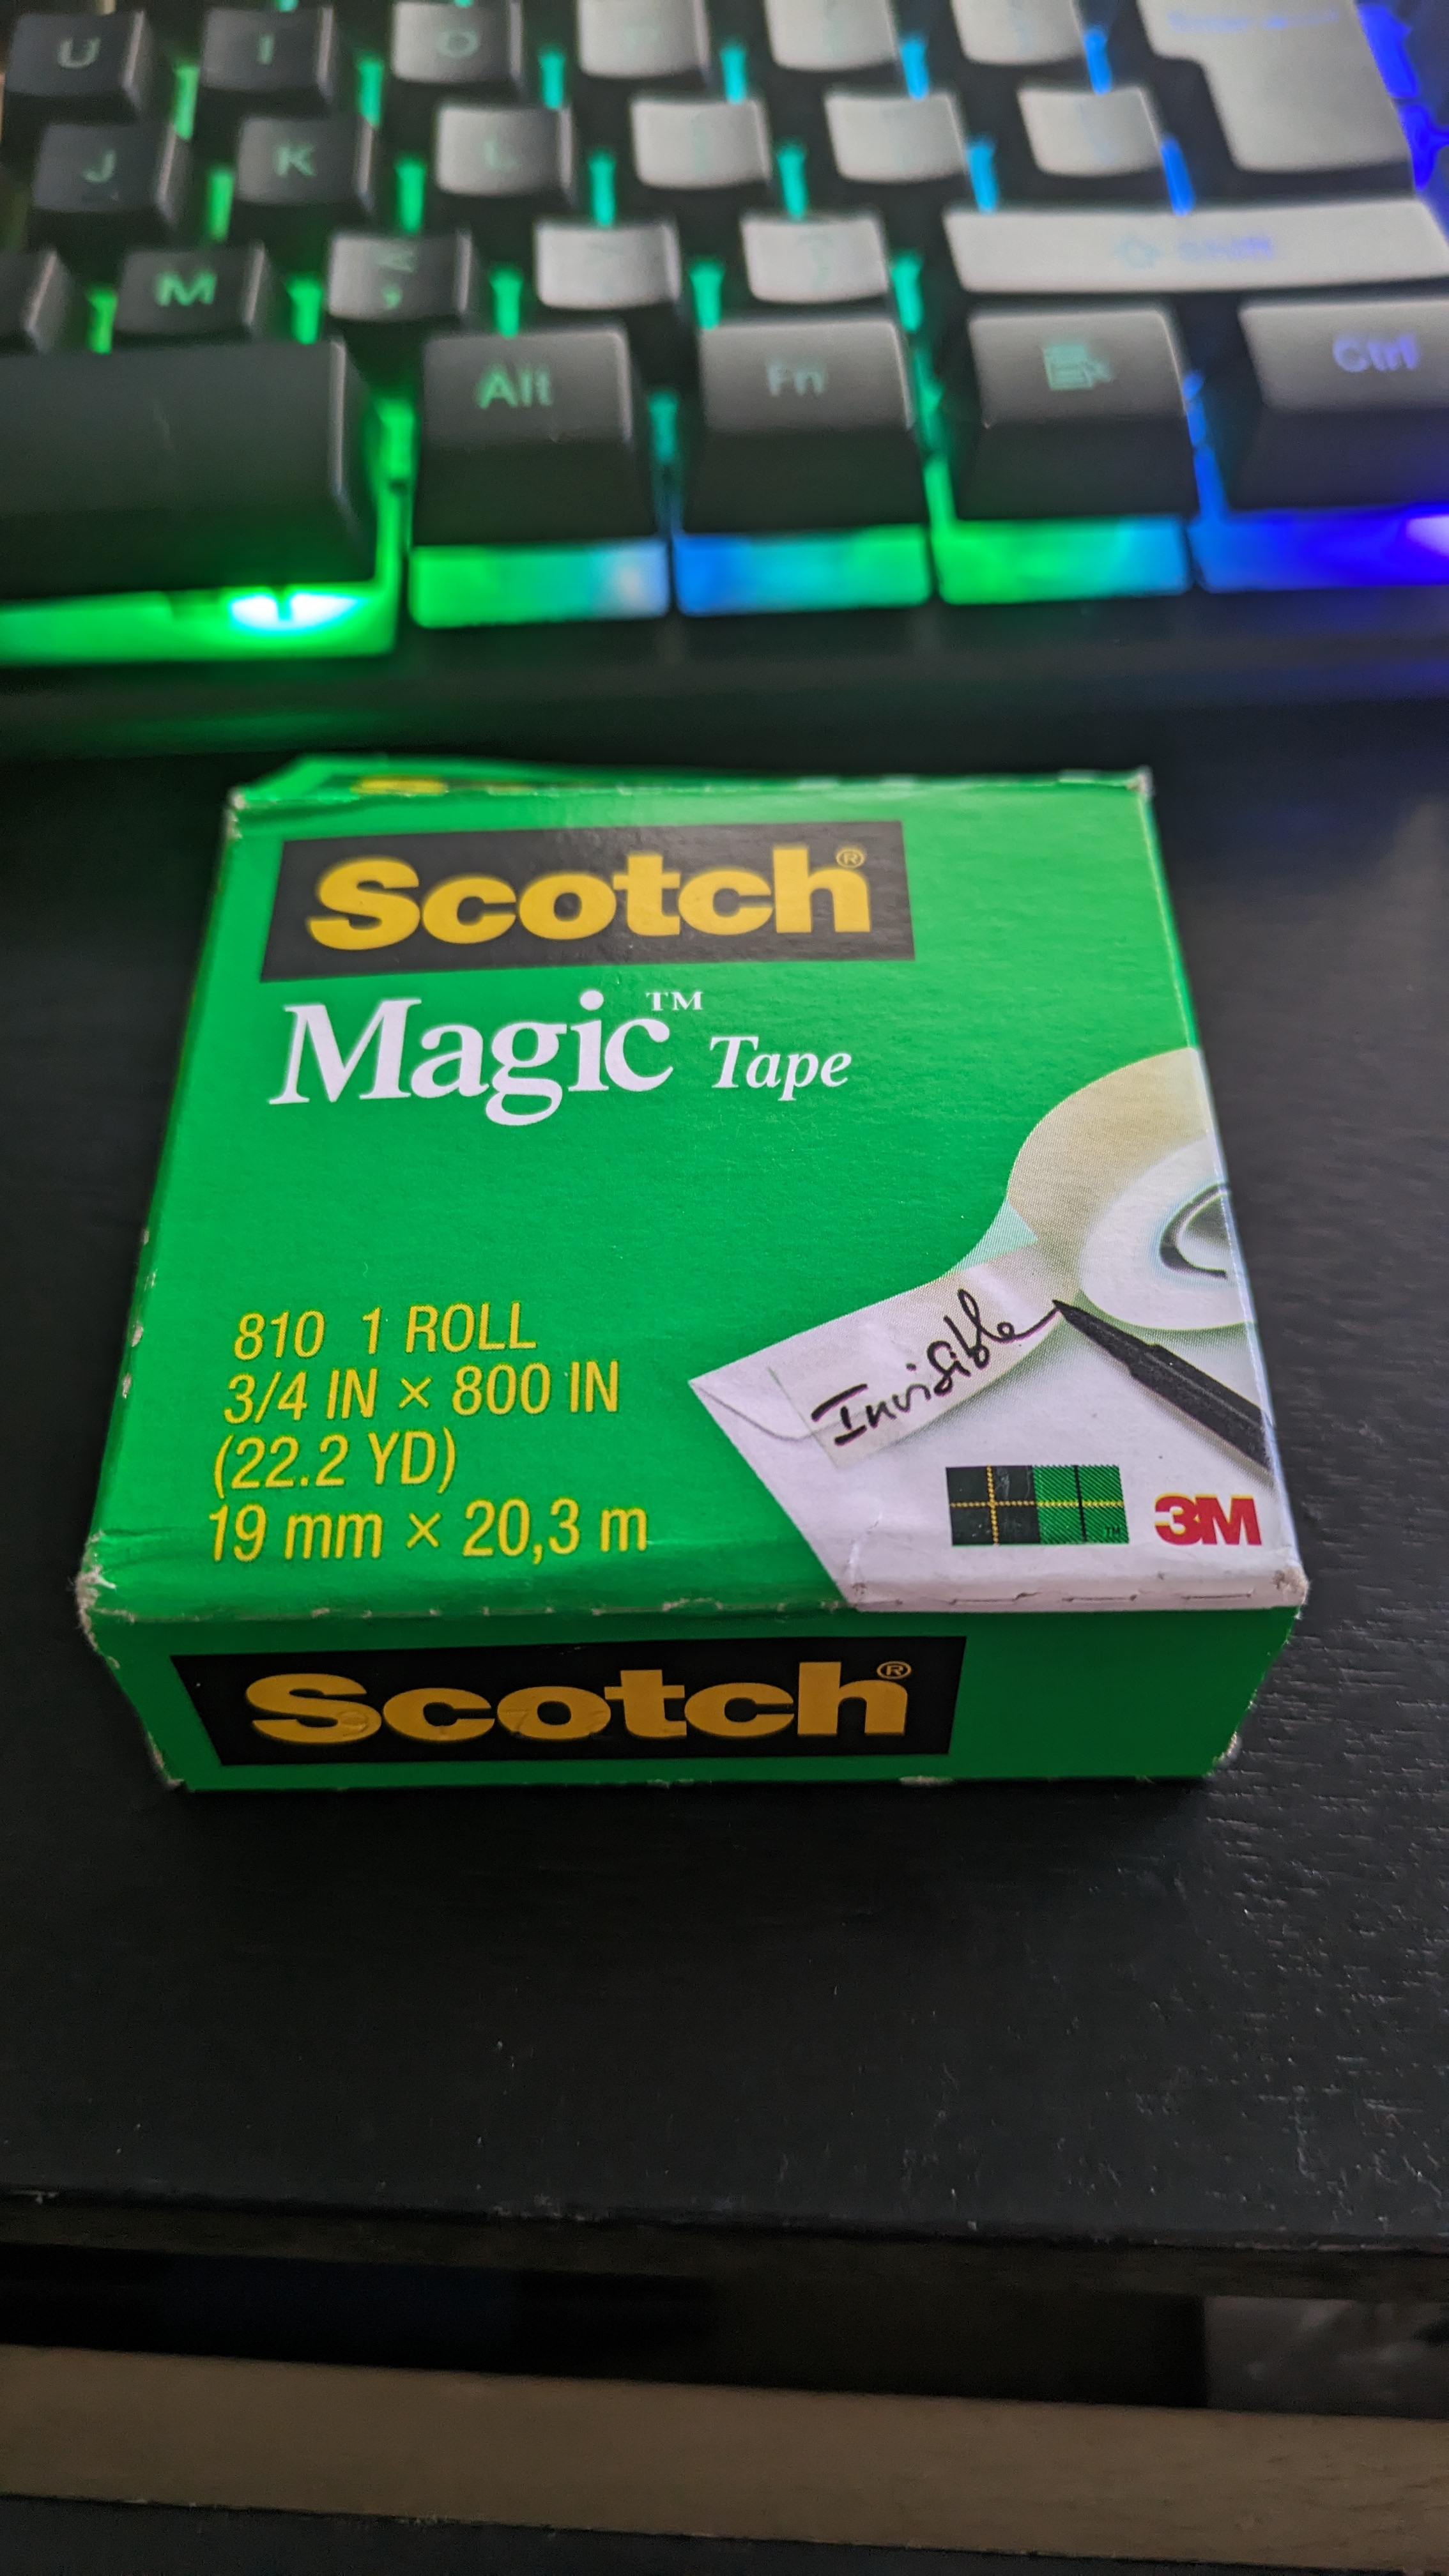 U I O
J K L
M < ,
Alt Fn Ctrl
Scotch®
Magic™ Tape
810 1 ROLL
3/4 IN × 800 IN
(22.2 YD)
19 mm × 20,3 m
Invisible
™
3M
Scotch®